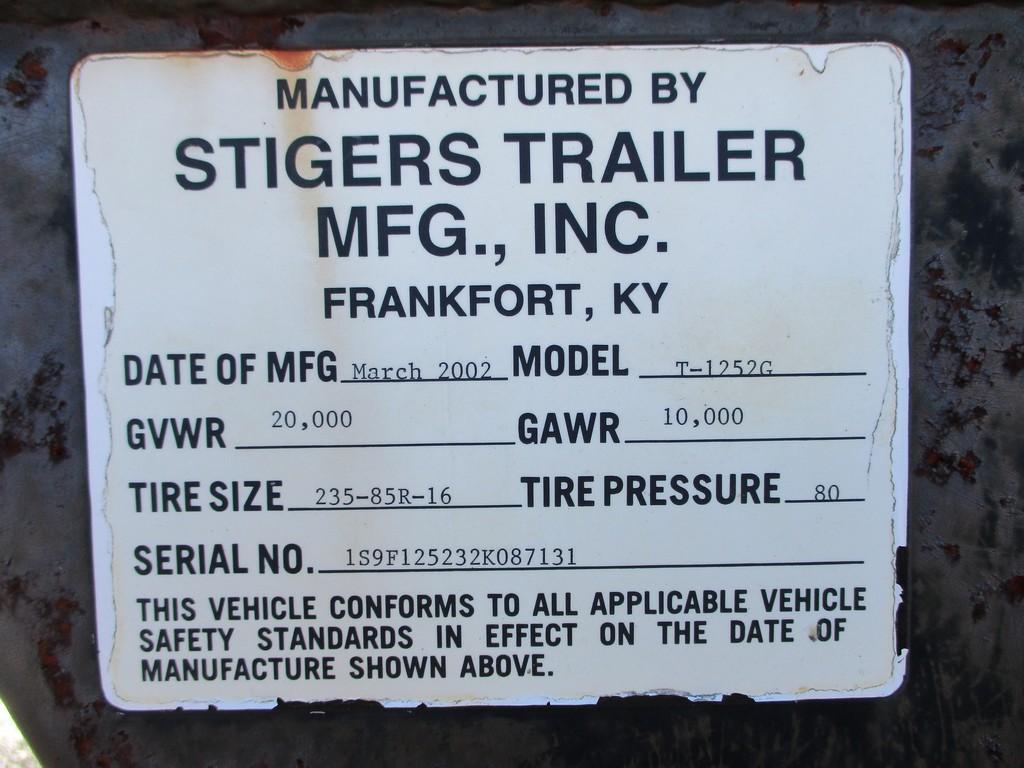 MANUFACTURED BY
STIGERS TRAILER
MFG., INC.
FRANKFORT, KY
DATE OF MFG March 2002 MODEL T-1252G
GVWR 20,000 GAWR 10,000
TIRE SIZE 235-85R-16 TIRE PRESSURE 80
SERIAL NO. 1S9F125232K087131
THIS VEHICLE CONFORMS TO ALL APPLICABLE VEHICLE
SAFETY STANDARDS IN EFFECT ON THE DATE OF
MANUFACTURE SHOWN ABOVE.